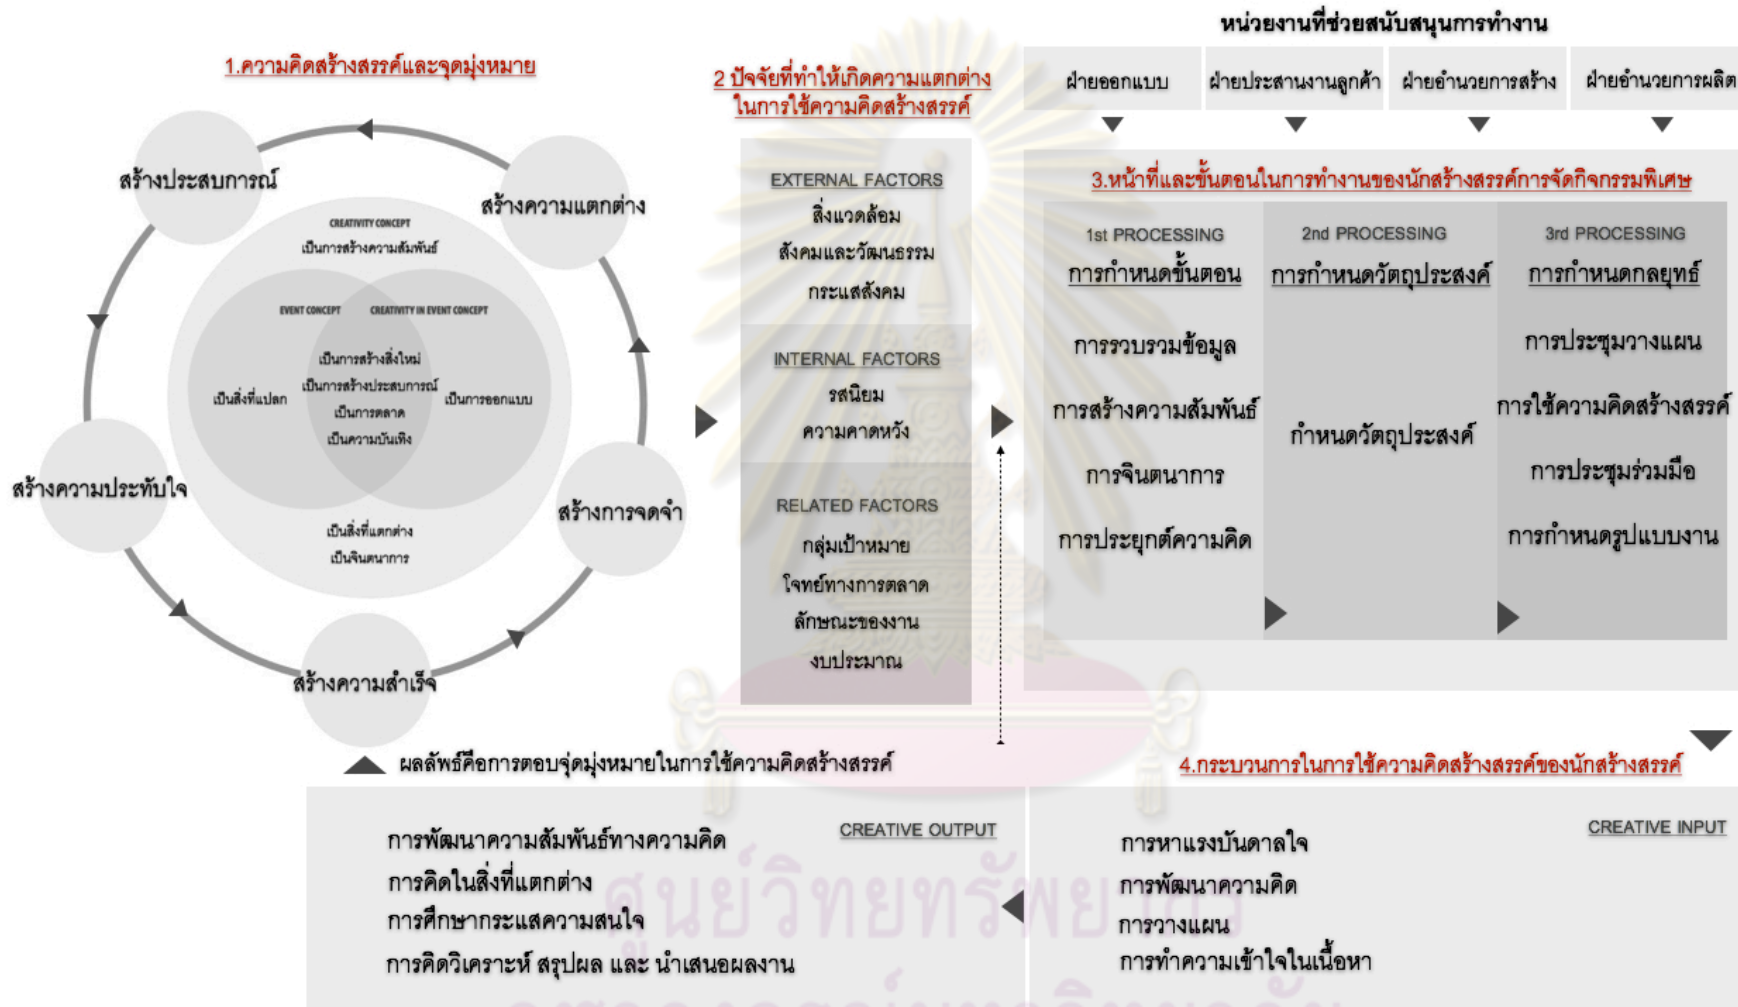 1.ความคิดสร้างสรรค์และจุดมุ่งหมาย
สร้างประสบการณ์
สร้างความแตกต่าง
CREATIVITY CONCEPT
เป็นการสร้างความสัมพันธ์
EVENT CONCEPT
CREATIVITY IN EVENT CONCEPT
เป็นการสร้างสิ่งใหม่
เป็นการสร้างประสบการณ์
เป็นสิ่งที่แปลก
เป็นการออกแบบ
เป็นการตลาด
เป็นความบันเทิง
สร้างความประทับใจ
สร้างการจดจำ
เป็นสิ่งที่แตกต่าง
เป็นจินตนาการ
สร้างความสำเร็จ
2 ปัจจัยที่ทำให้เกิดความแตกต่าง
ในการใช้ความคิดสร้างสรรค์
EXTERNAL FACTORS
สิ่งแวดล้อม
สังคมและวัฒนธรรม
กระแสสังคม
INTERNAL FACTORS
รสนิยม
ความคาดหวัง
RELATED FACTORS
กลุ่มเป้าหมาย
โจทย์ทางการตลาด
ลักษณะของงาน
งบประมาณ
หน่วยงานที่ช่วยสนับสนุนการทำงาน
ฝ่ายออกแบบ
ฝ่ายประสานงานลูกค้า
ฝ่ายอำนวยการสร้าง
ฝ่ายอำนวยการผลิต
3.หน้าที่และขั้นตอนในการทำงานของนักสร้างสรรค์การจัดกิจกรรมพิเศษ
1st PROCESSING
การกำหนดขั้นตอน
การรวบรวมข้อมูล
การสร้างความสัมพันธ์
การจินตนาการ
การประยุกต์ความคิด
2nd PROCESSING
การกำหนดวัตถุประสงค์
กำหนดวัตถุประสงค์
3rd PROCESSING
การกำหนดกลยุทธ์
การประชุมวางแผน
การใช้ความคิดสร้างสรรค์
การประชุมร่วมมือ
การกำหนดรูปแบบงาน
4.กระบวนการในการใช้ความคิดสร้างสรรค์ของนักสร้างสรรค์
CREATIVE INPUT
การหาแรงบันดาลใจ
การพัฒนาความคิด
การวางแผน
การทำความเข้าใจในเนื้อหา
ผลลัพธ์คือการตอบจุ่ดมุ่งหมายในการใช้ความคิดสร้างสรรค์
CREATIVE OUTPUT
การพัฒนาความสัมพันธ์ทางความคิด
การคิดในสิ่งที่แตกต่าง
การศึกษากระแสความสนใจ
การคิดวิเคราะห์ สรุปผล และ นำเสนอผลงาน
ศูนย์วิทยทรัพยากร